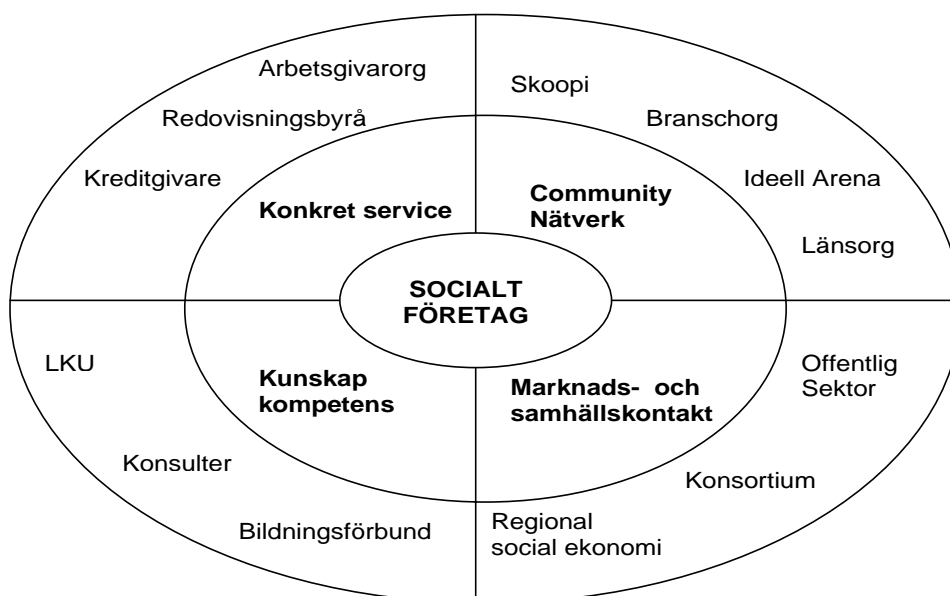 Arbetsgivarorg
Redovisningsbyrå
Kreditgivare
Skoopi
Branschorg
Ideell Arena
Länsorg
Konkret service
Community
Nätverk
SOCIALT
FÖRETAG
Kunskap
kompetens
Marknads- och
samhällskontakt
LKU
Konsulter
Bildningsförbund
Offentlig
Sektor
Konsortium
Regional
social ekonomi